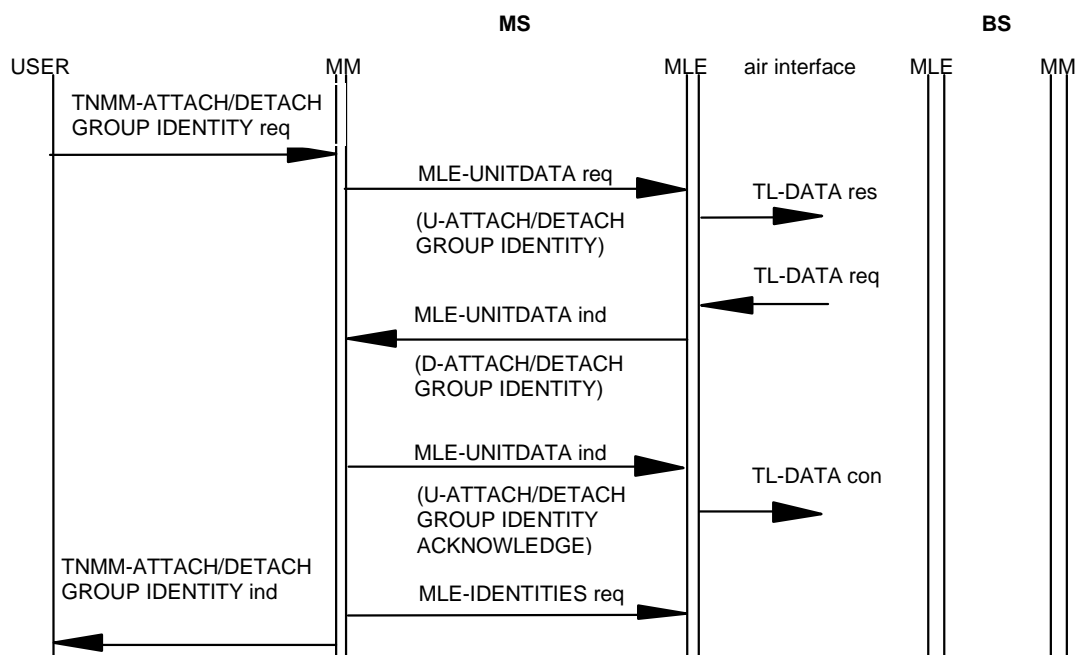 MS
BS
USER
MM
MLE
air interface
MLE
MM
TNMM-ATTACH/DETACH
GROUP IDENTITY req
MLE-UNITDATA req
TL-DATA res
(U-ATTACH/DETACH
GROUP IDENTITY)
TL-DATA req
MLE-UNITDATA ind
(D-ATTACH/DETACH
GROUP IDENTITY)
MLE-UNITDATA ind
TL-DATA con
(U-ATTACH/DETACH
GROUP IDENTITY
ACKNOWLEDGE)
TNMM-ATTACH/DETACH
GROUP IDENTITY ind
MLE-IDENTITIES req